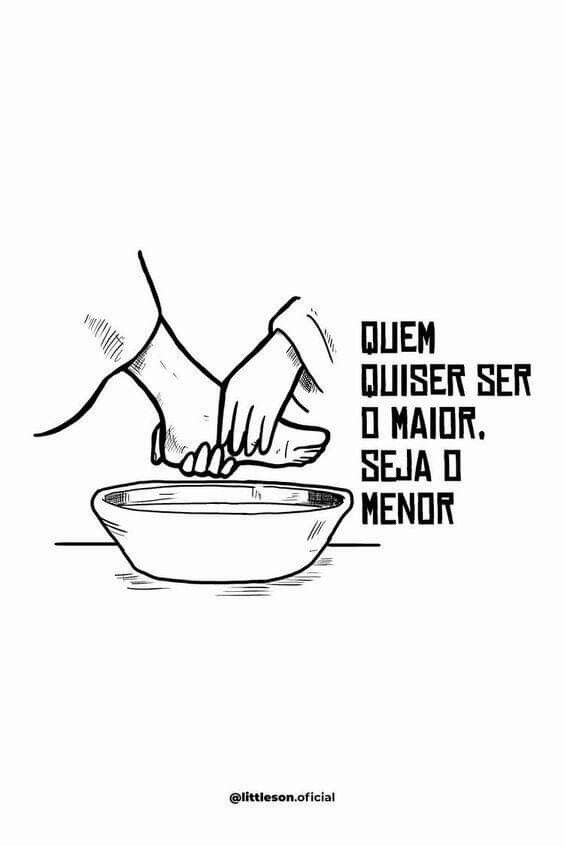 QUEM
QUISER SER
O MAIOR.
SEJA O
MENOR
@littleson.oficial